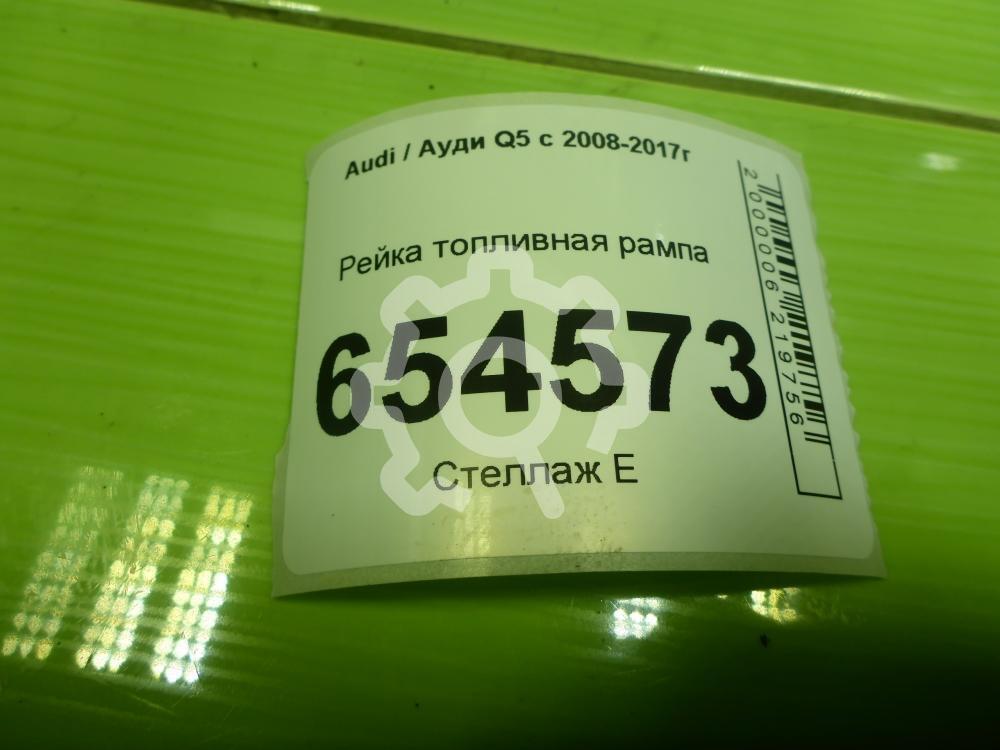 Audi / Ауди Q5 с 2008-2017г
Рейка топливная рампа
654573
Стеллаж Е
2000006219756